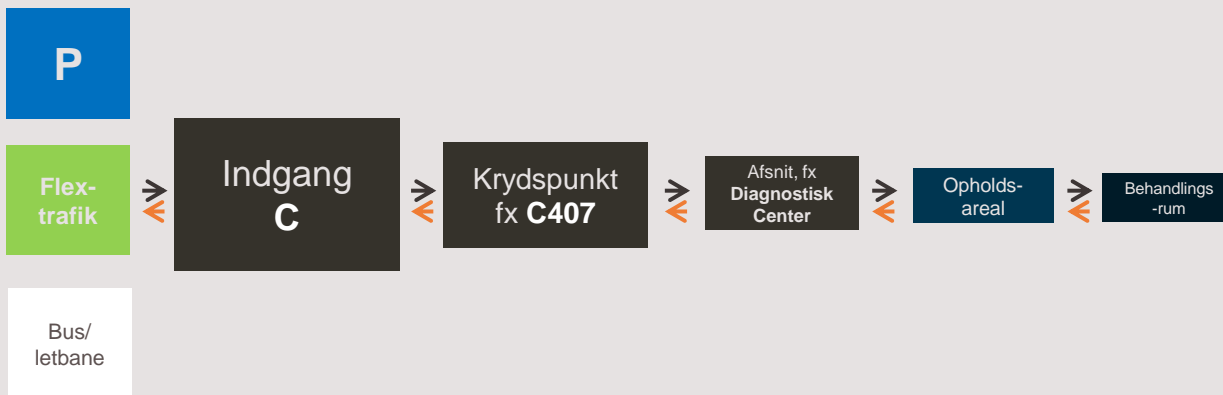 P
Flex-
trafik
Bus/
letbane
Indgang
C
Krydspunkt
fx C407
Afsnit, fx
Diagnostisk
Center
Opholds-
areal
Behandlings
-rum